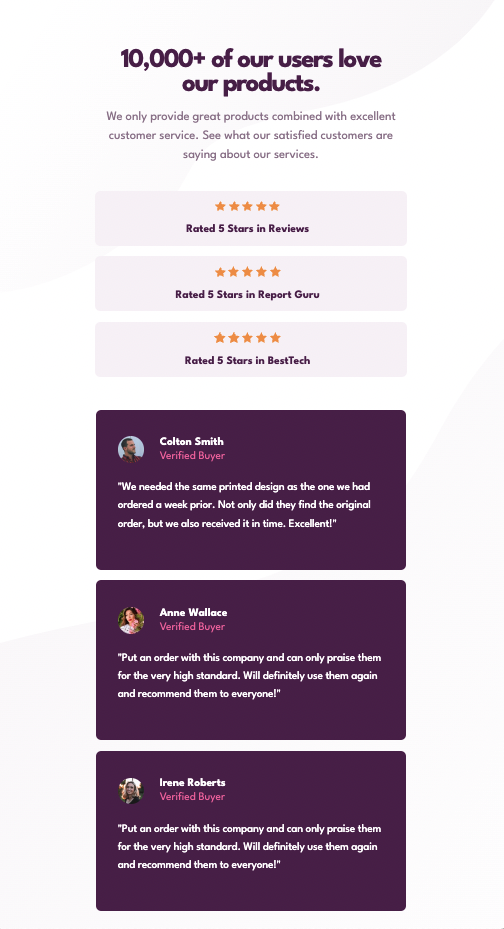 10,000+ of our users love
our products.
We only provide great products combined with excellent
customer service. See what our satisfied customers are
saying about our services.
Rated 5 Stars in Reviews
Rated 5 Stars in Report Guru
Rated 5 Stars in BestTech
Colton Smith
Verified Buyer
"We needed the same printed design as the one we had
ordered a week prior. Not only did they find the original
order, but we also received it in time. Excellent!"
Anne Wallace
Verified Buyer
"Put an order with this company and can only praise them
for the very high standard. Will definitely use them again
and recommend them to everyone!"
Irene Roberts
Verified Buyer
"Put an order with this company and can only praise them
for the very high standard. Will definitely use them again
and recommend them to everyone!"